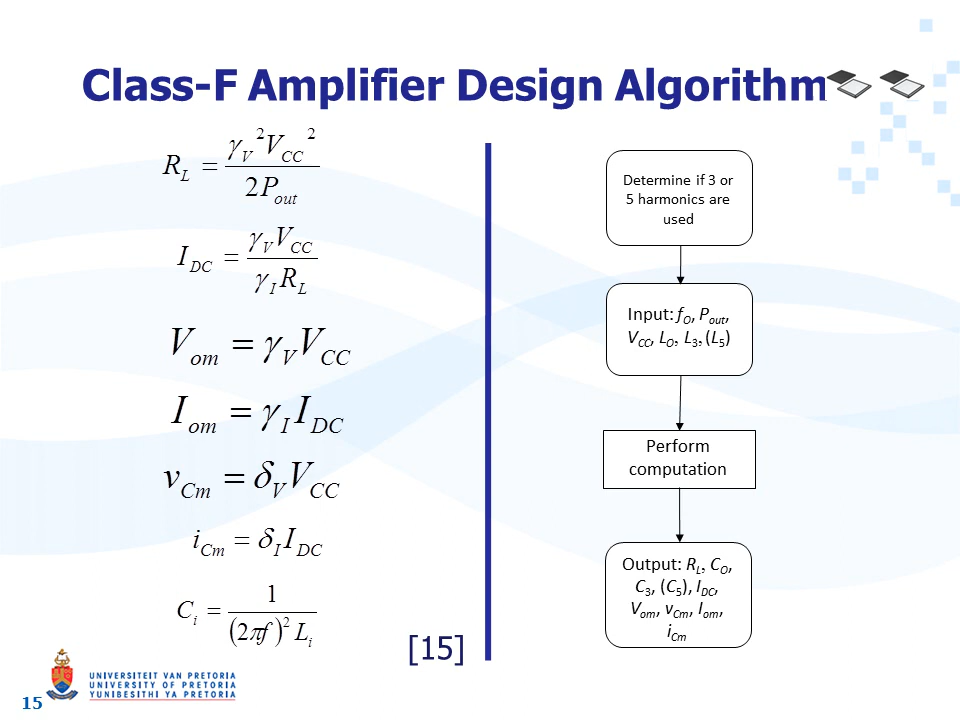 Class-F Amplifier Design Algorithm
R_L = γ_V² V_CC² / 2P_out
I_DC = γ_V V_CC / γ_I R_L
V_om = γ_V V_CC
I_om = γ_I I_DC
v_Cm = δ_V V_CC
i_Cm = δ_I I_DC
C_i = 1 / (2πf)² L_i
[15]
Determine if 3 or
5 harmonics are
used
Input: f_O, P_out,
V_CC, L_O, L_3, (L_5)
Perform
computation
Output: R_L, C_O,
C_3, (C_5), I_DC,
V_om, v_Cm, I_om,
i_Cm
UNIVERSITEIT VAN PRETORIA
UNIVERSITY OF PRETORIA
YUNIBESITHI YA PRETORIA
15